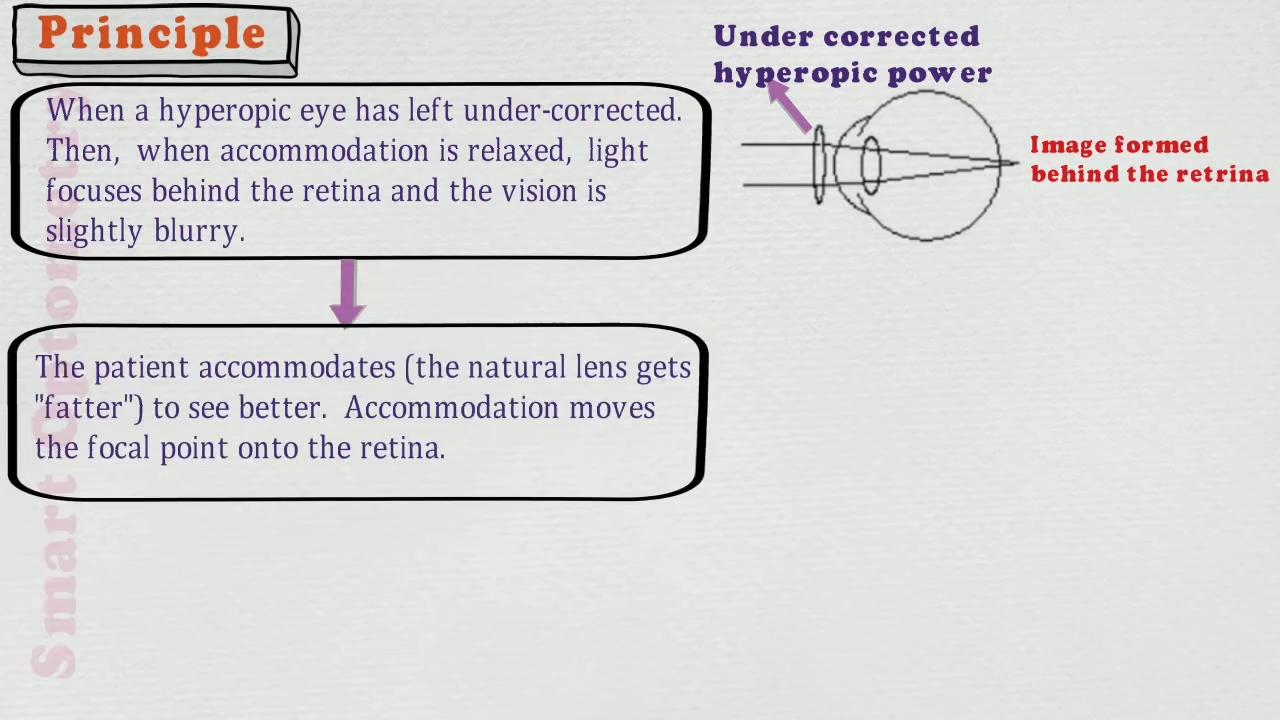 Principle
When a hyperopic eye has left under-corrected.
Then, when accommodation is relaxed, light
focuses behind the retina and the vision is
slightly blurry.
The patient accommodates (the natural lens gets
"fatter") to see better. Accommodation moves
the focal point onto the retina.
Under corrected
hyperopic power
Image formed
behind the retrina
Smart Optometry